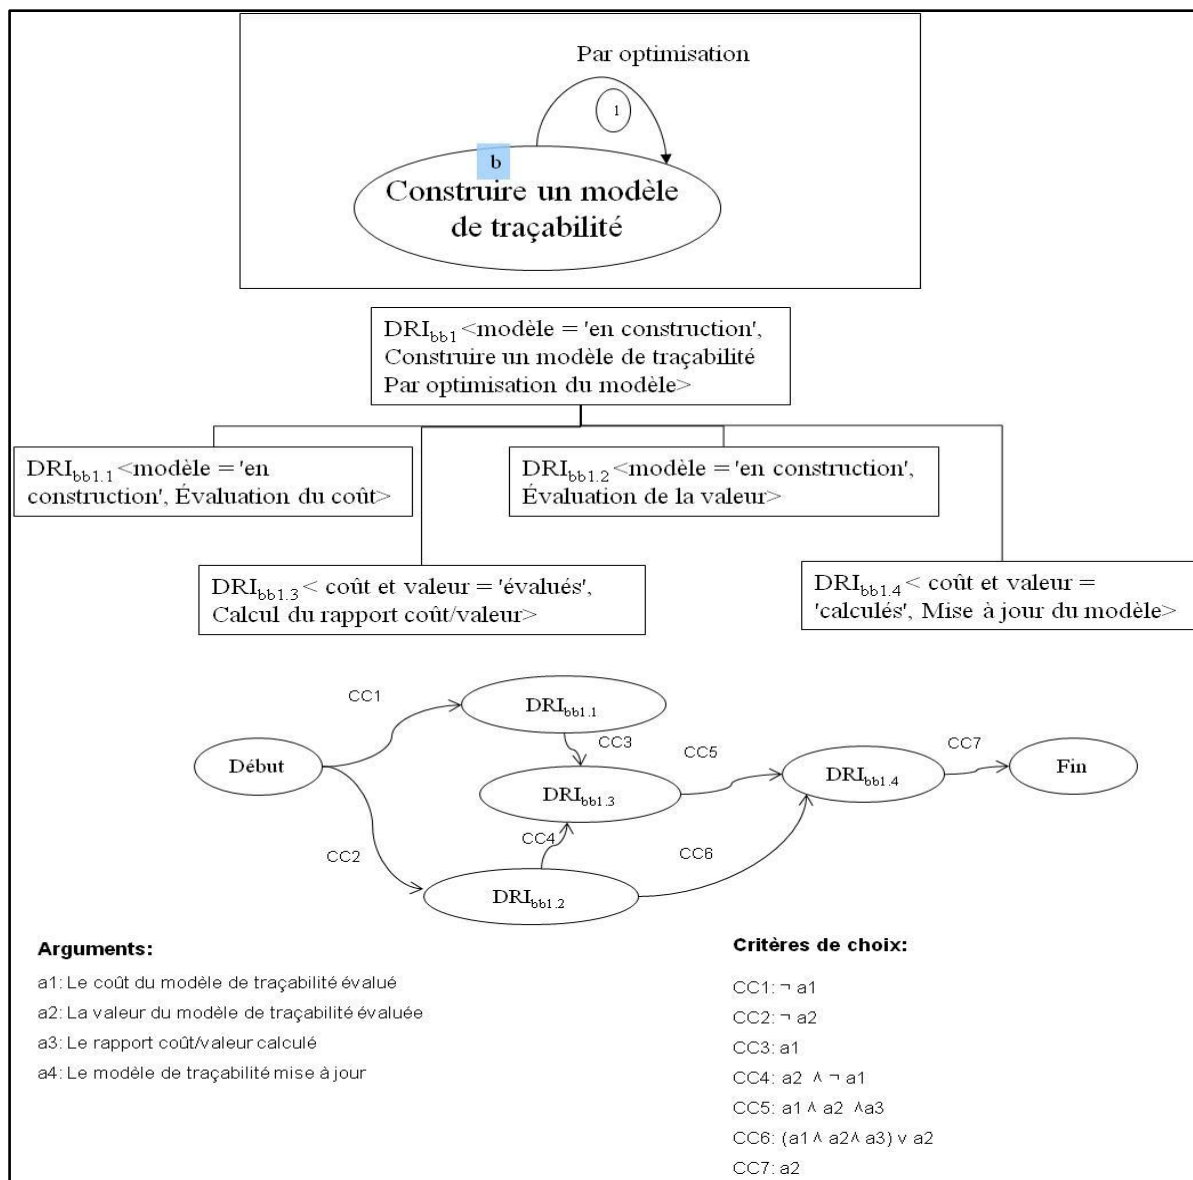 Par optimisation
1
b
Construire un modèle
de traçabilité
DRIbb1 <modèle = 'en construction',
Construire un modèle de traçabilité
Par optimisation du modèle>
DRIbb1.1 <modèle = 'en
construction', Évaluation du coût>
DRIbb1.2 <modèle = 'en construction',
Évaluation de la valeur>
DRIbb1.3 < coût et valeur = 'évalués',
Calcul du rapport coût/valeur>
DRIbb1.4 < coût et valeur =
'calculés', Mise à jour du modèle>
CC1
DRIbb1.1
CC3
CC5
CC7
Début
DRIbb1.3
DRIbb1.4
Fin
CC4
CC2
CC6
DRIbb1.2
Arguments:
a1: Le coût du modèle de traçabilité évalué
a2: La valeur du modèle de traçabilité évaluée
a3: Le rapport coût/valeur calculé
a4: Le modèle de traçabilité mise à jour
Critères de choix:
CC1: ¬ a1
CC2: ¬ a2
CC3: a1
CC4: a2 ∧ ¬ a1
CC5: a1 ∧ a2 ∧a3
CC6: (a1 ∧ a2∧ a3) v a2
CC7: a2